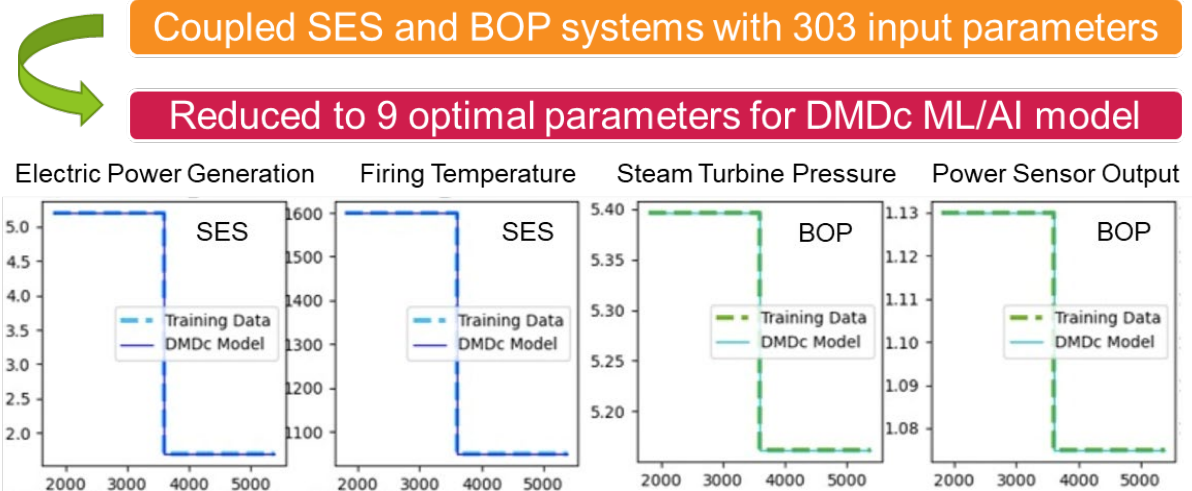 Coupled SES and BOP systems with 303 input parameters
Reduced to 9 optimal parameters for DMDc ML/AI model
Electric Power Generation
5.0
4.5
4.0
3.5
3.0
2.5
2.0
SES
Training Data
DMDc Model
2000 3000 4000 5000
Firing Temperature
1600
1500
1400
1300
1200
1100
SES
Training Data
DMDc Model
2000 3000 4000 5000
Steam Turbine Pressure
5.40
5.35
5.30
5.25
5.20
BOP
Training Data
DMDc Model
2000 3000 4000 5000
Power Sensor Output
1.13
1.12
1.11
1.10
1.09
1.08
BOP
Training Data
DMDc Model
2000 3000 4000 5000